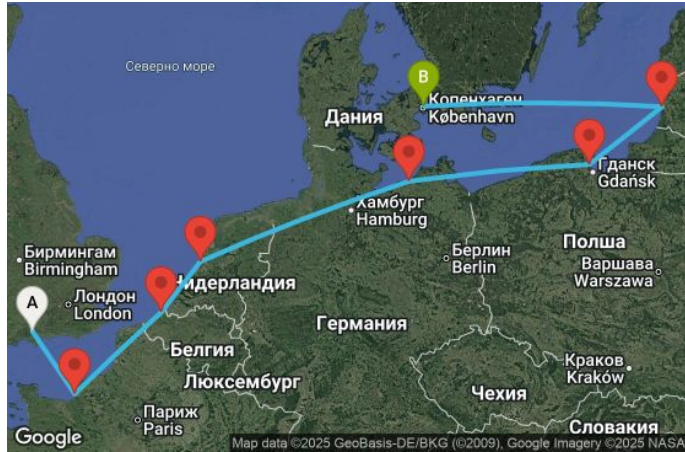 Северно море
B
Копенхаген
København
Дания
Гданск
Gdańsk
Хамбург
Hamburg
Бирмингам
Birmingham
Берлин
Berlin
Полша
Варшава
Warszawa
A
Лондон
London
Нидерландия
Германия
Белгия
Люксембург
Краков
Kraków
Чехия
Париж
Paris
Словакия
Google
Map data ©2025 GeoBasis-DE/BKG (©2009), Google Imagery ©2025 NASA